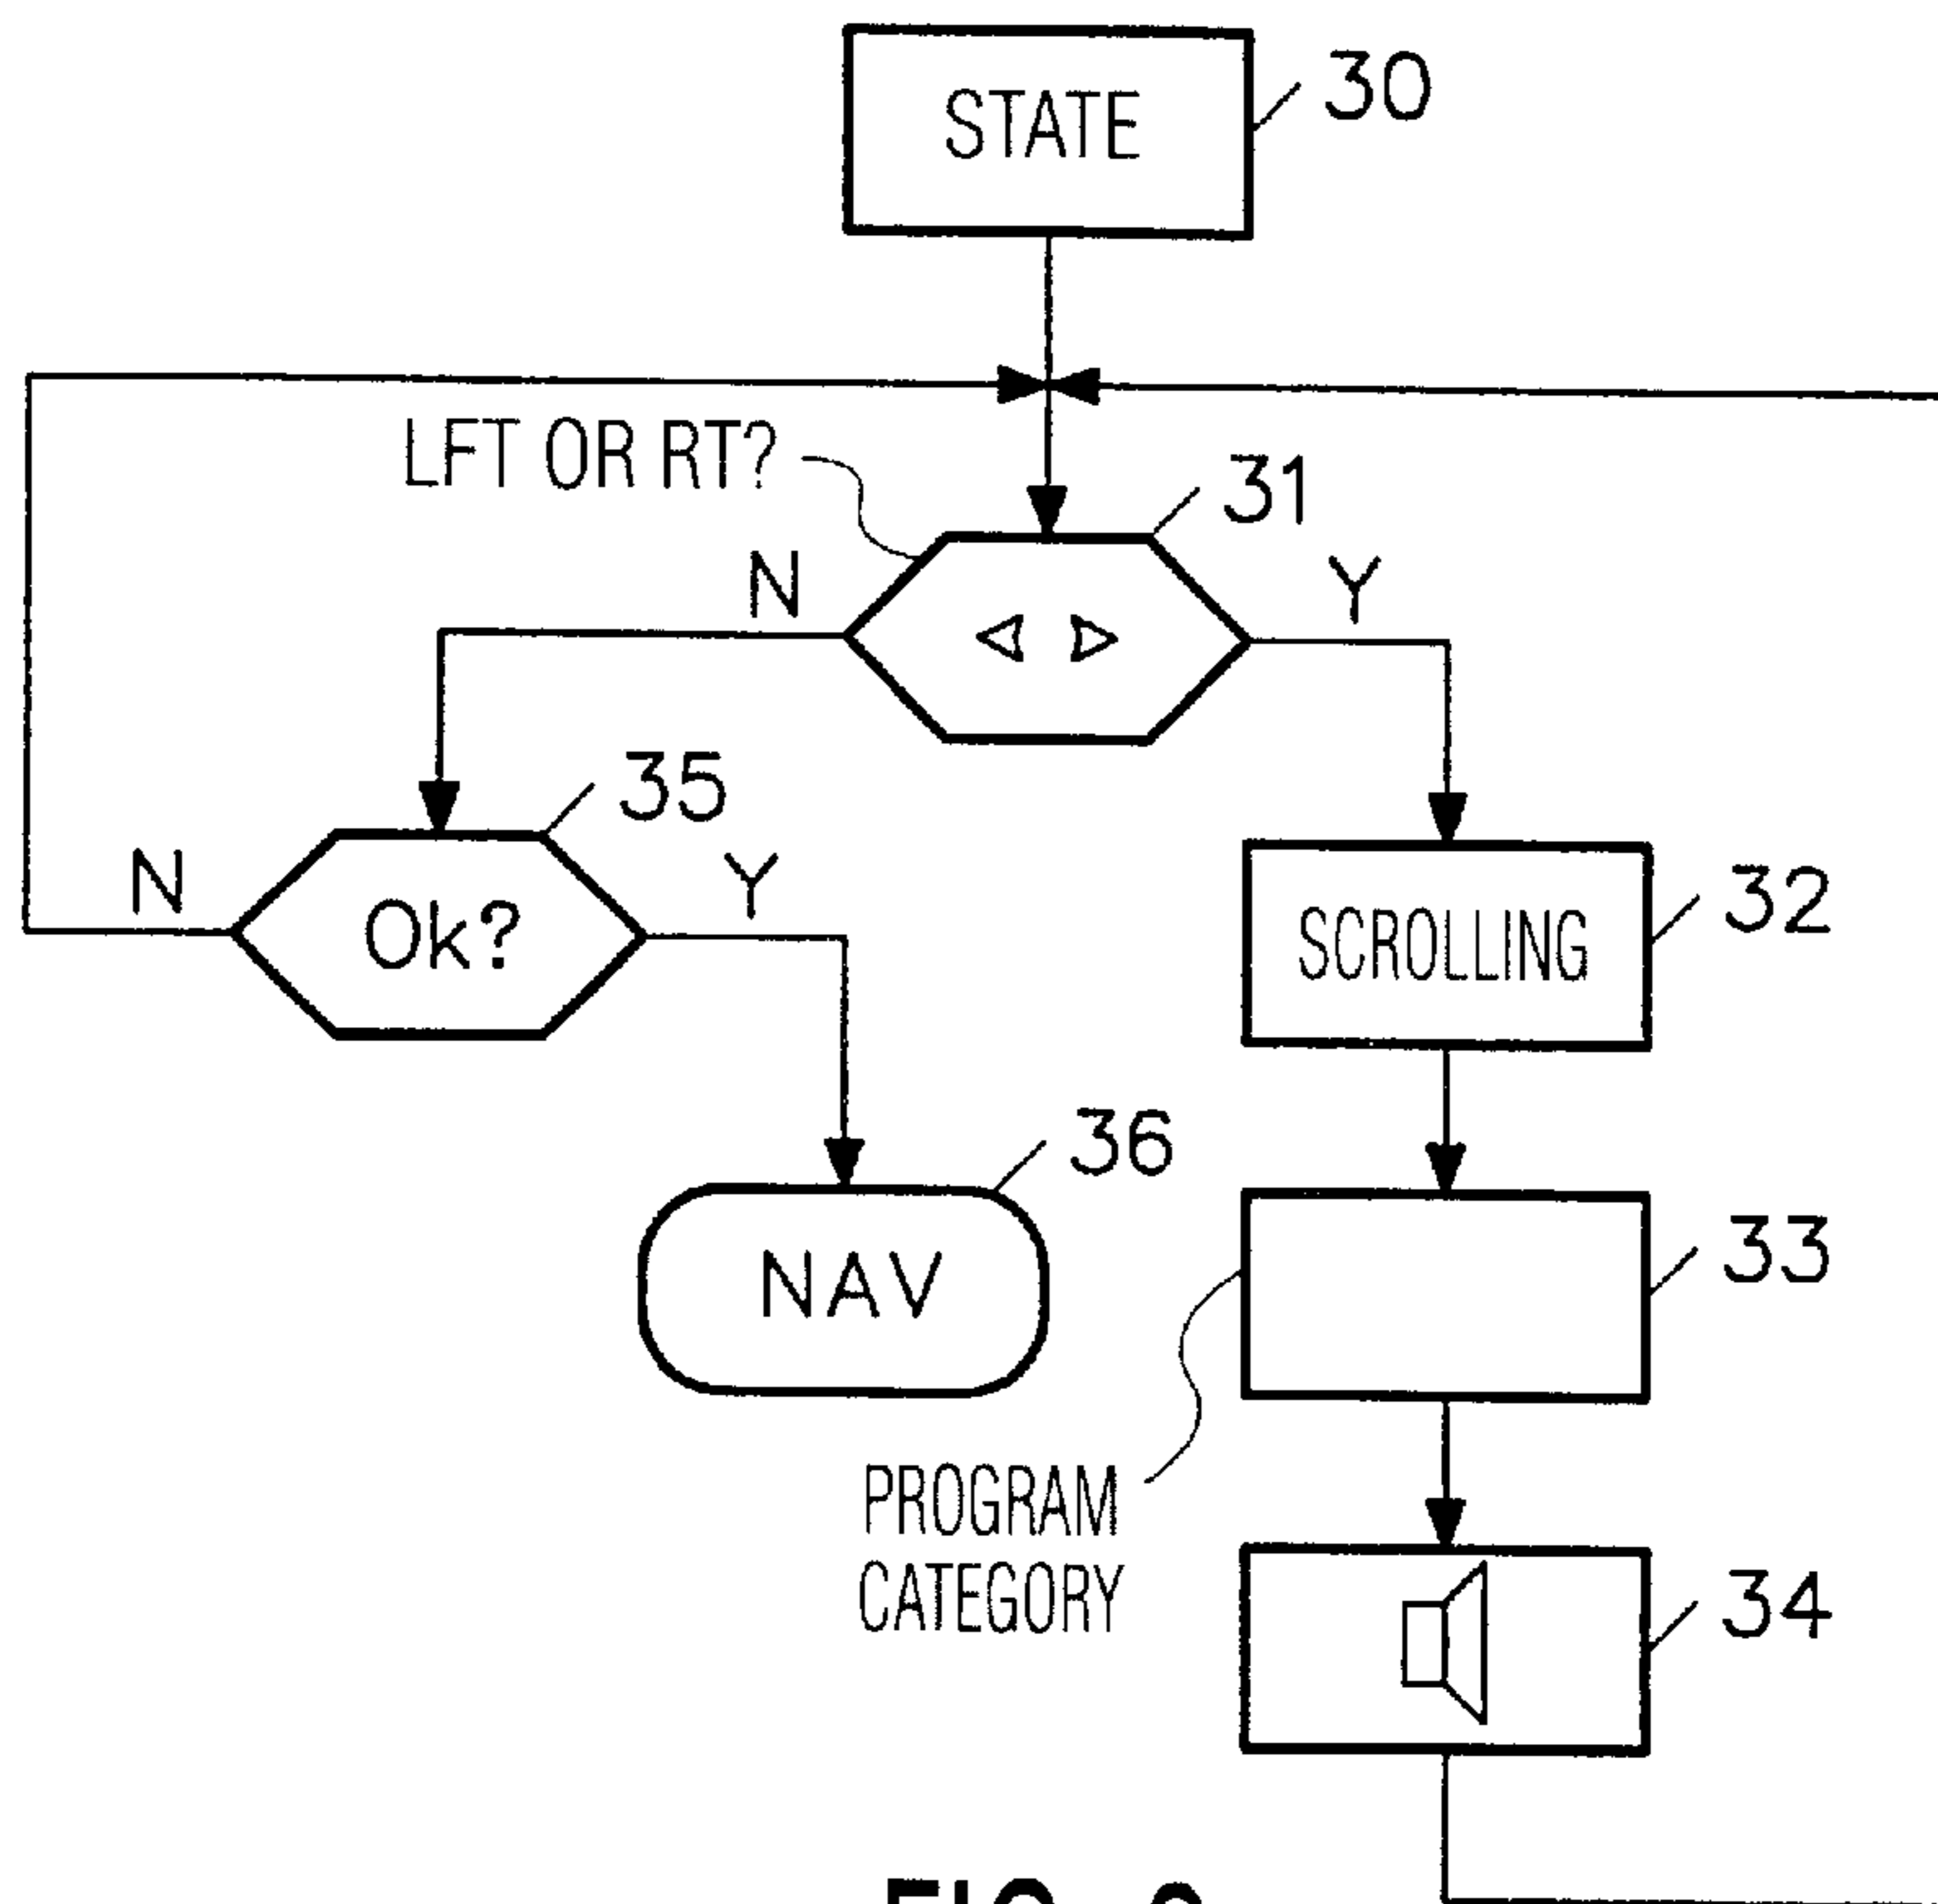 STATE
30
LFT OR RT?
31
N
Y
35
N
Ok?
Y
32
SCROLLING
36
NAV
33
PROGRAM
CATEGORY
34